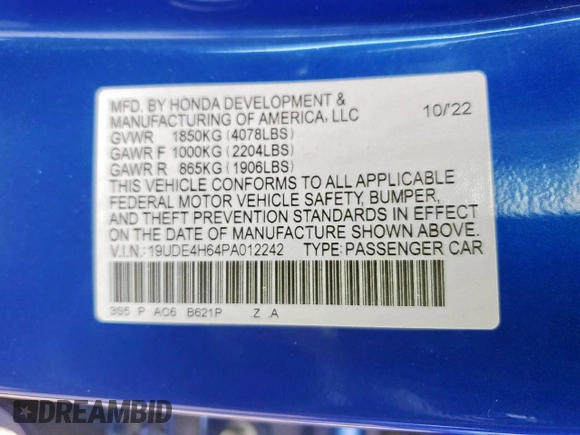 MFD. BY HONDA DEVELOPMENT &
MANUFACTURING OF AMERICA, LLC 10/22
GVWR 1850KG (4078LBS)
GAWR F 1000KG (2204LBS)
GAWR R 865KG (1906LBS)
THIS VEHICLE CONFORMS TO ALL APPLICABLE
FEDERAL MOTOR VEHICLE SAFETY, BUMPER,
AND THEFT PREVENTION STANDARDS IN EFFECT
ON THE DATE OF MANUFACTURE SHOWN ABOVE.
V.I.N.: 19UDE4H64PA012242 TYPE: PASSENGER CAR
3S5 P AC6 B621P .Z .A
DREAMBID